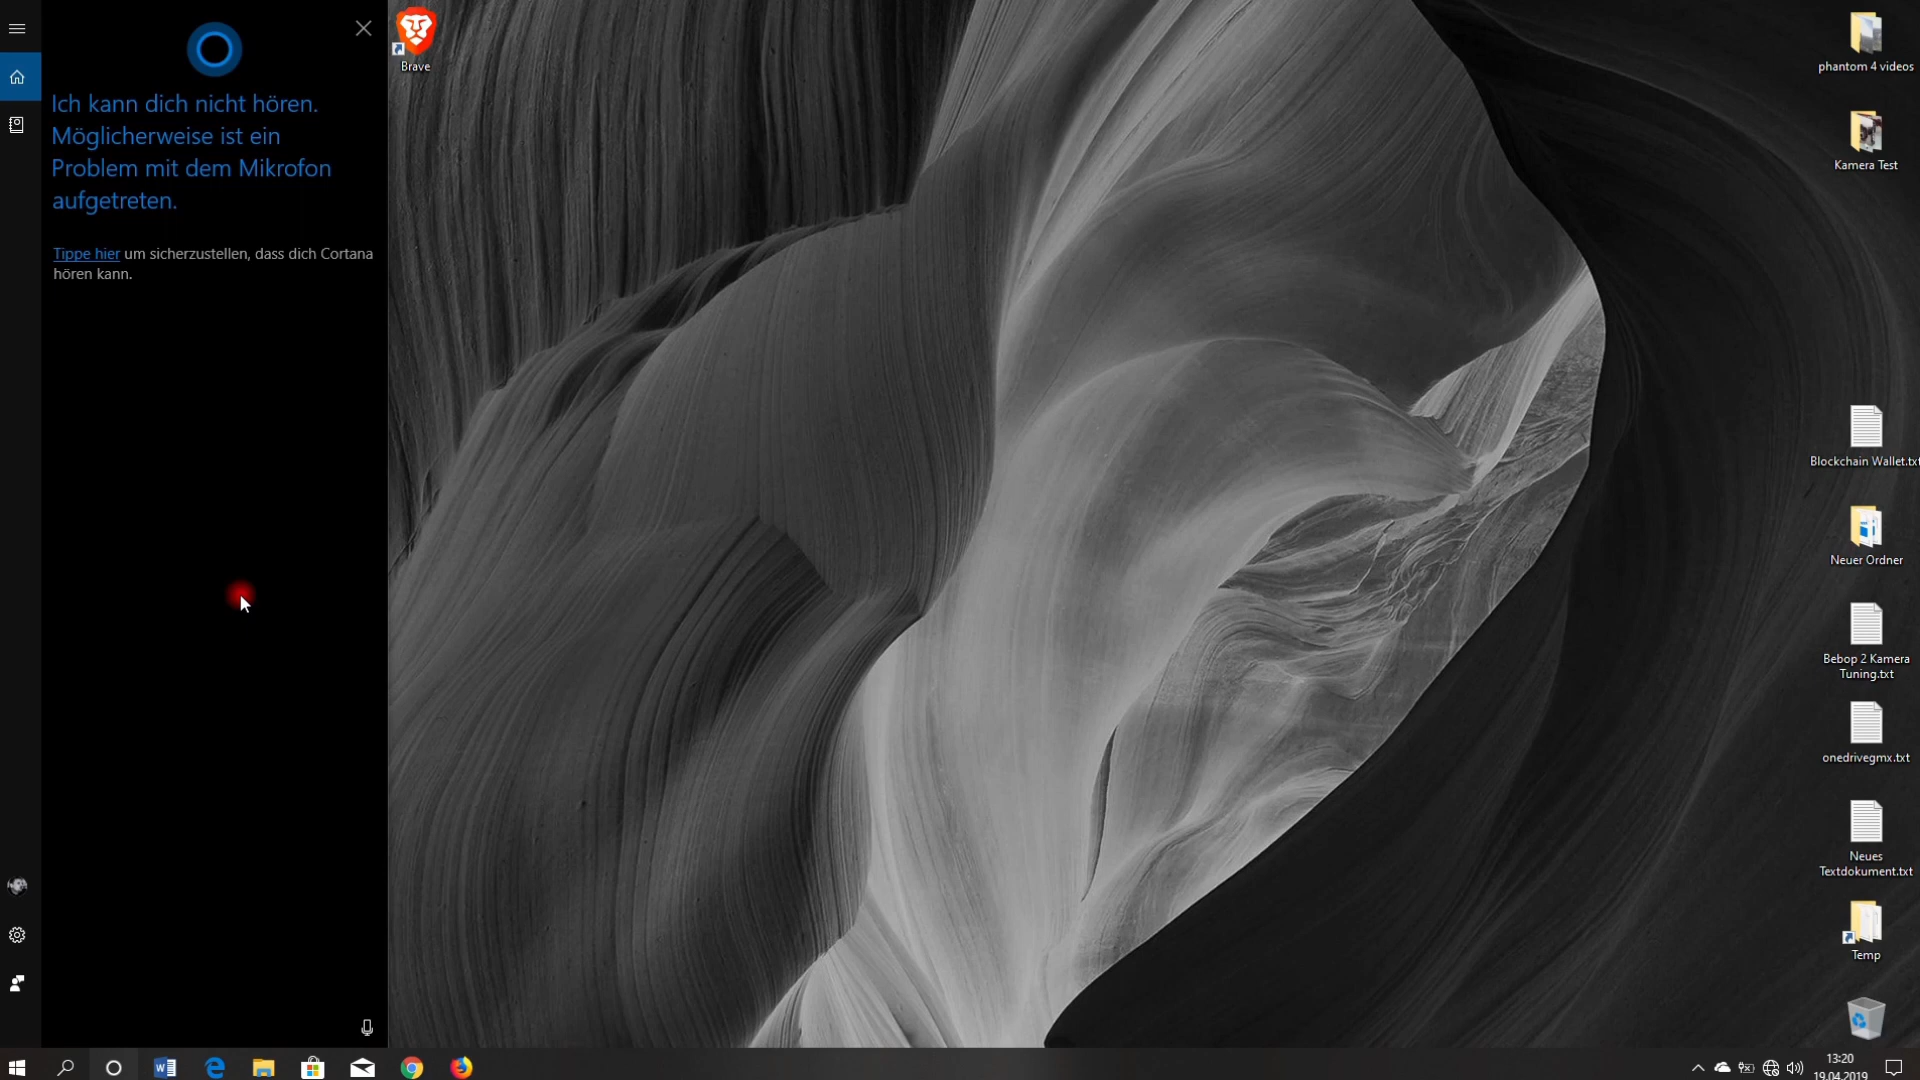 Ich kann dich nicht hören.
Möglicherweise ist ein
Problem mit dem Mikrofon
aufgetreten.
Tippe hier um sicherzustellen, dass dich Cortana
hören kann.
Brave
phantom 4 videos
Kamera Test
Blockchain Wallet.txt
Neuer Ordner
Bebop 2 Kamera
Tuning.txt
onedrivegmx.txt
Neues
Textdokument.txt
Temp
13:20
19.04.2019